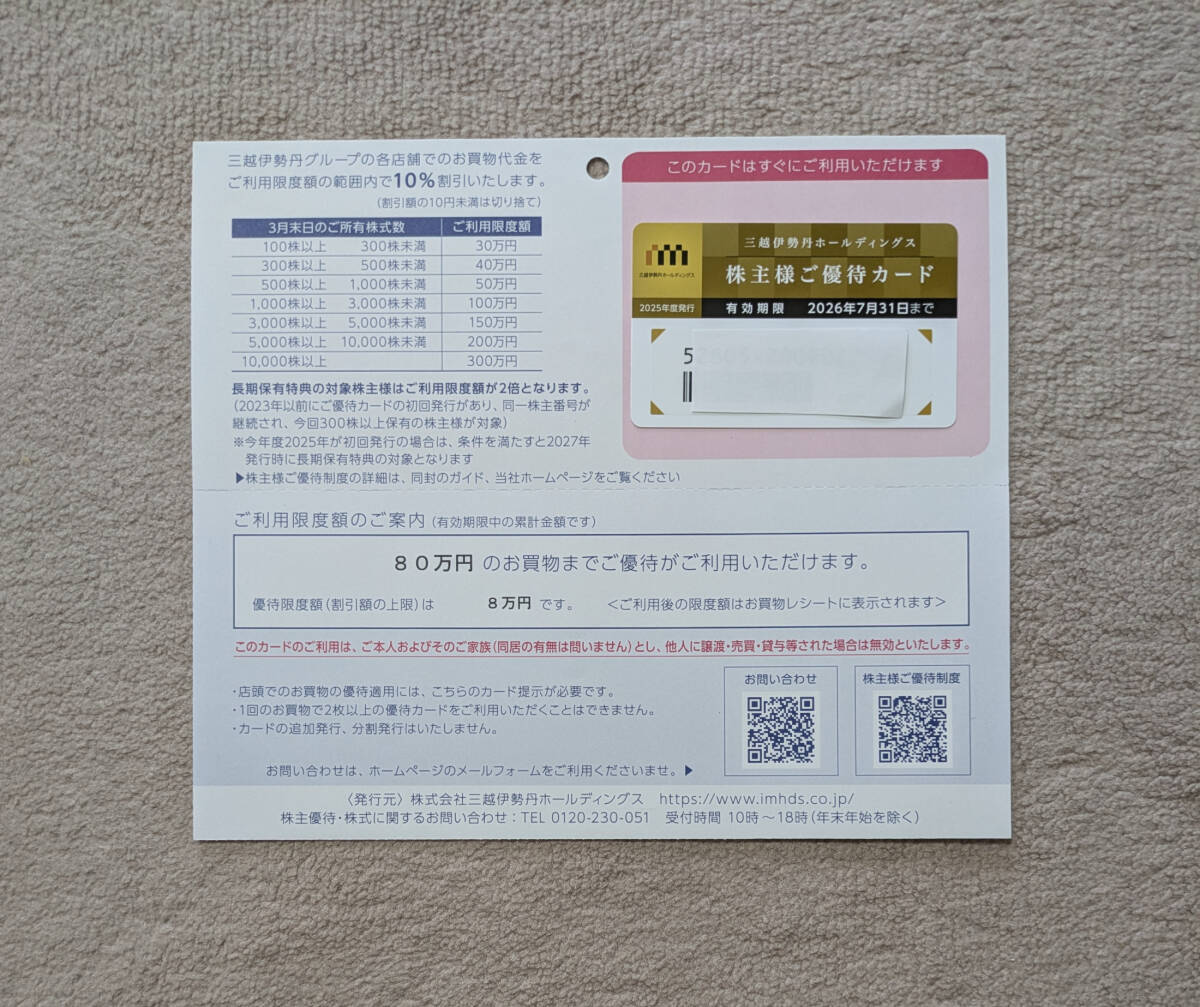 三越伊勢丹グループの各店舗でのお買物代金を
ご利用限度額の範囲内で10%割引いたします。
(割引額の10円未満は切り捨て)
3月末日のご所有株式数 ご利用限度額
100株以上 300株未満 30万円
300株以上 500株未満 40万円
500株以上 1,000株未満 50万円
1,000株以上 3,000株未満 100万円
3,000株以上 5,000株未満 150万円
5,000株以上 10,000株未満 200万円
10,000株以上 300万円
長期保有特典の対象株主様はご利用限度額が2倍となります。
(2023年以前にご優待カードの初回発行があり、同一株主番号が
継続され、今回300株以上保有の株主様が対象)
※今年度2025年が初回発行の場合は、条件を満たすと2027年
発行時に長期保有特典の対象となります
▶株主様ご優待制度の詳細は、同封のガイド、当社ホームページをご覧ください
このカードはすぐにご利用いただけます
三越伊勢丹ホールディングス
三越伊勢丹ホールディングス
株主様ご優待カード
2025年度発行 有効期限 2026年7月31日まで
5
ご利用限度額のご案内(有効期限中の累計金額です)
80万円 のお買物までご優待がご利用いただけます。
優待限度額(割引額の上限)は 8万円 です。 <ご利用後の限度額はお買物レシートに表示されます>
このカードのご利用は、ご本人およびそのご家族(同居の有無は問いません)とし、他人に譲渡・売買・貸与等された場合は無効といたします。
・店頭でのお買物の優待適用には、こちらのカード提示が必要です。
・1回のお買物で2枚以上の優待カードをご利用いただくことはできません。
・カードの追加発行、分割発行はいたしません。
お問い合わせは、ホームページのメールフォームをご利用くださいませ。▶
お問い合わせ
株主様ご優待制度
〈発行元〉株式会社三越伊勢丹ホールディングス https://www.imhds.co.jp/
株主優待・株式に関するお問い合わせ:TEL 0120-230-051 受付時間 10時~18時(年末年始を除く)